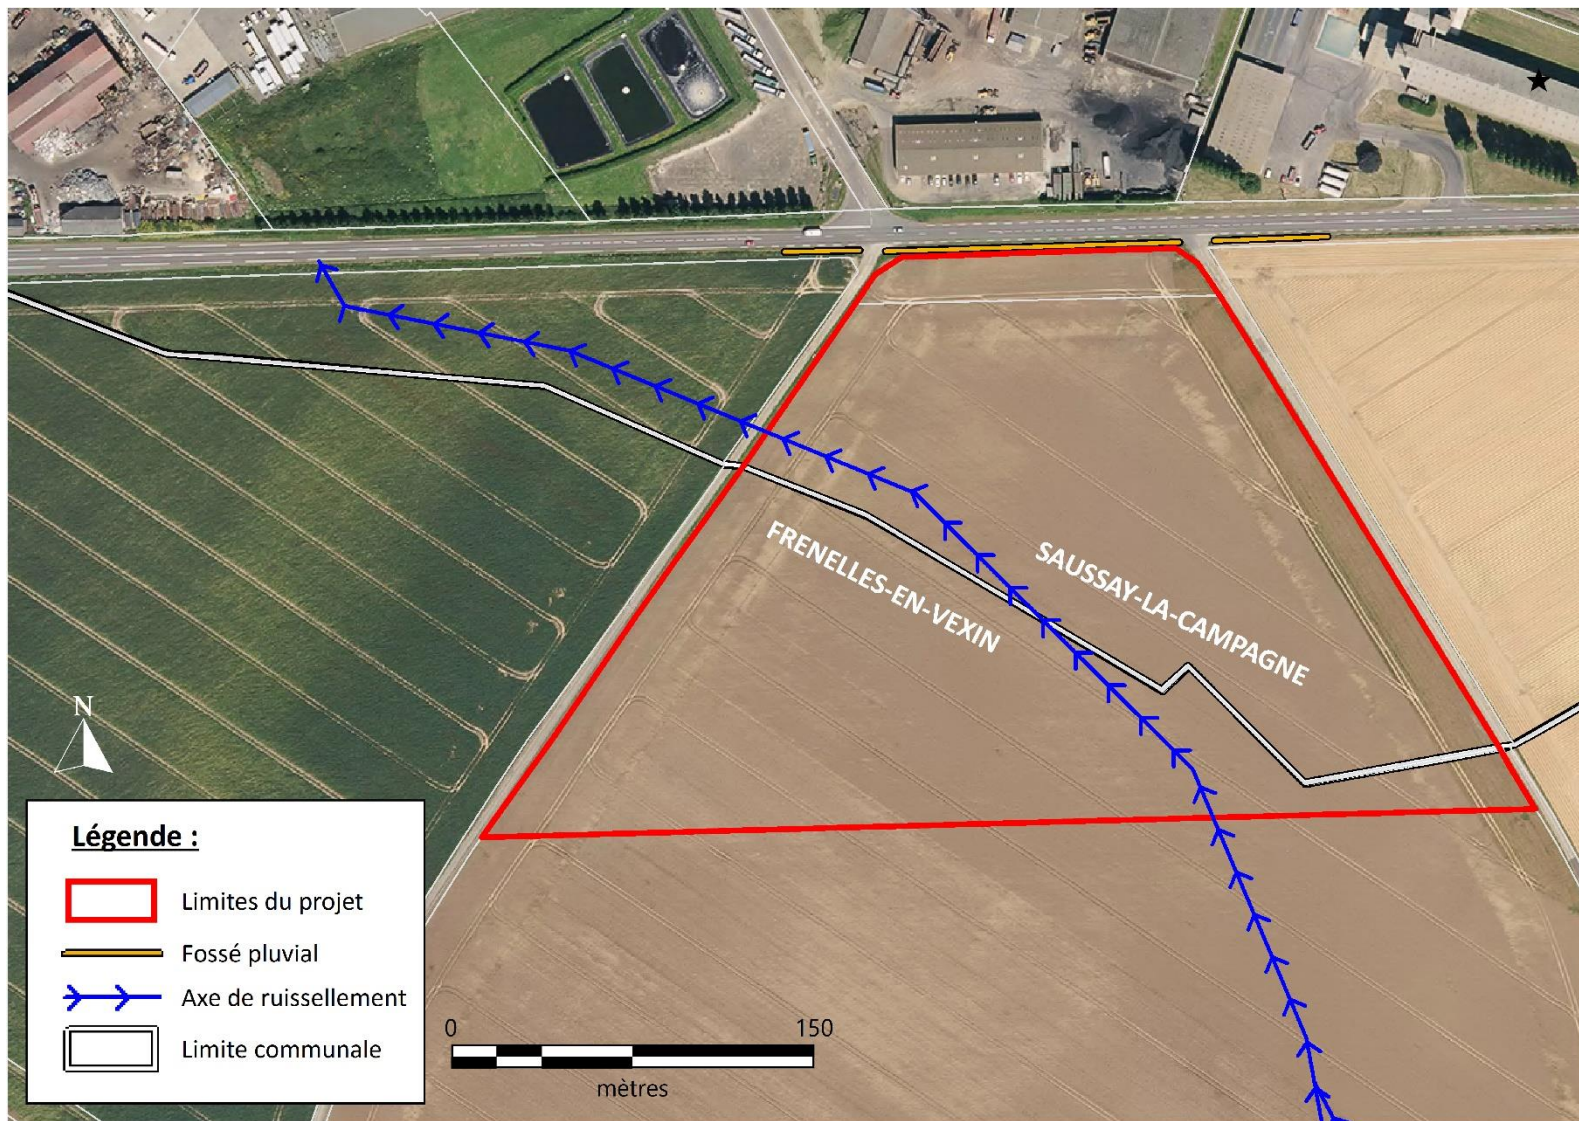 FRENELLES-EN-VEXIN
SAUSSAY-LA-CAMPAGNE
N
Légende :
Limites du projet
Fossé pluvial
Axe de ruissellement
Limite communale
0 150
mètres